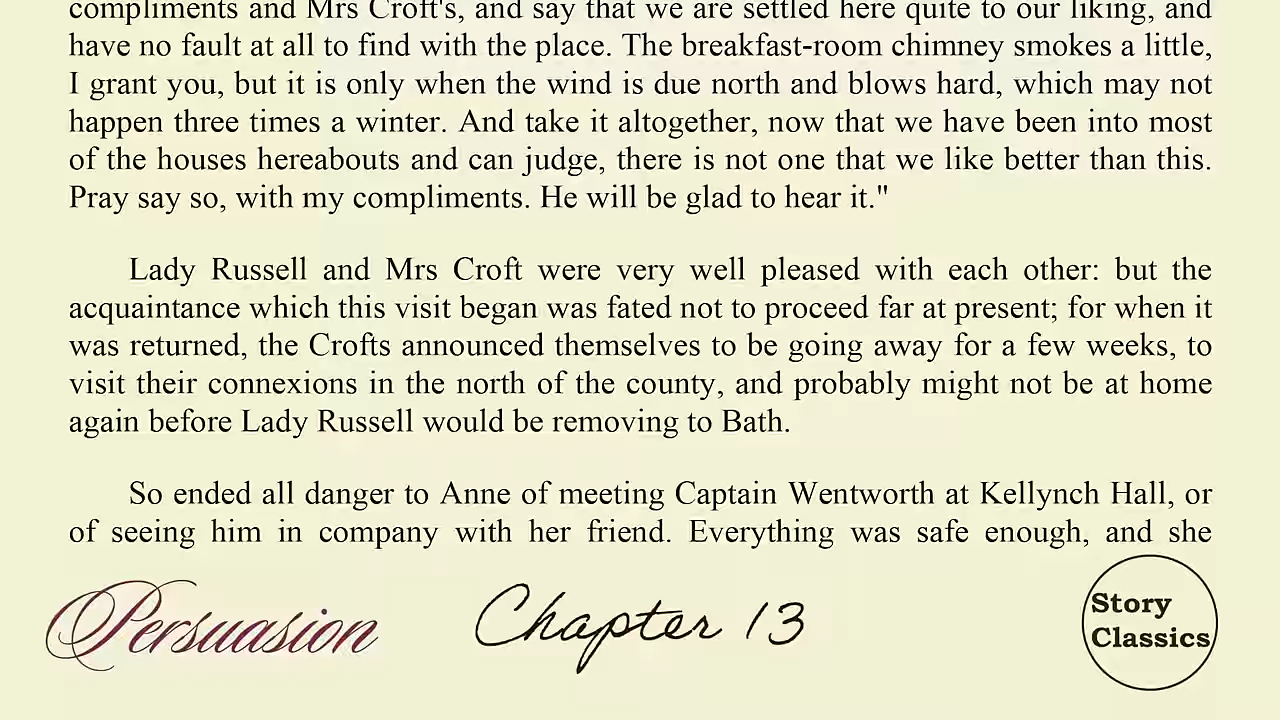 compliments and Mrs Croft's, and say that we are settled here quite to our liking, and
have no fault at all to find with the place. The breakfast-room chimney smokes a little,
I grant you, but it is only when the wind is due north and blows hard, which may not
happen three times a winter. And take it altogether, now that we have been into most
of the houses hereabouts and can judge, there is not one that we like better than this.
Pray say so, with my compliments. He will be glad to hear it."
Lady Russell and Mrs Croft were very well pleased with each other: but the
acquaintance which this visit began was fated not to proceed far at present; for when it
was returned, the Crofts announced themselves to be going away for a few weeks, to
visit their connexions in the north of the county, and probably might not be at home
again before Lady Russell would be removing to Bath.
So ended all danger to Anne of meeting Captain Wentworth at Kellynch Hall, or
of seeing him in company with her friend. Everything was safe enough, and she
Persuasion
Chapter 13
Story
Classics